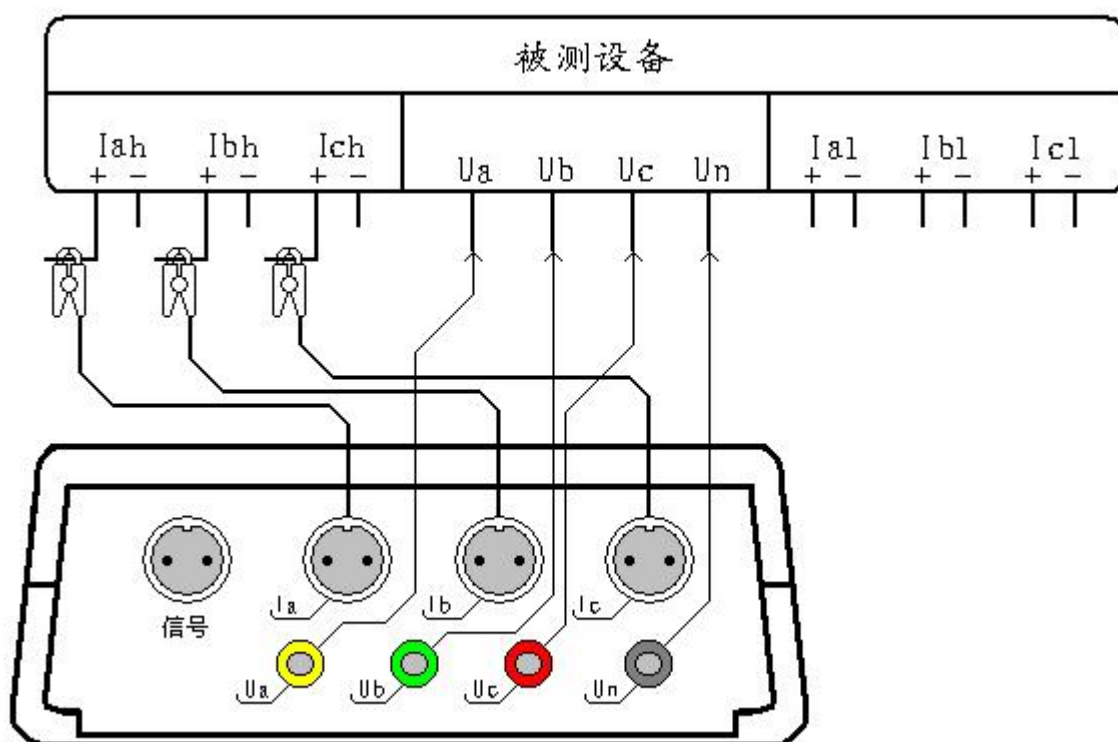 被测设备
Iah Ibh Ich
+ − + − + −
Ua Ub Uc Un
Ial Ibl Icl
+ − + − + −
信号
Ia Ib Ic
Ua Ub Uc Un